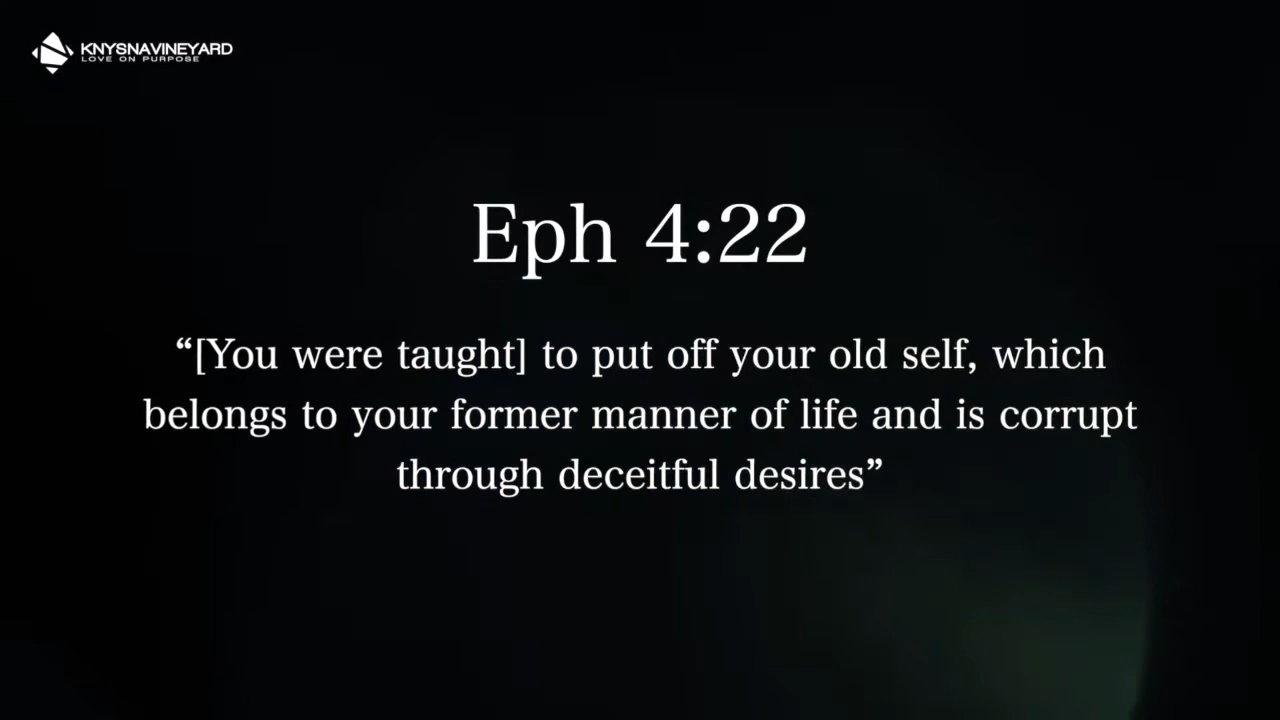 KNYSNAVINEYARD
LOVE ON PURPOSE
Eph 4:22
“[You were taught] to put off your old self, which
belongs to your former manner of life and is corrupt
through deceitful desires”